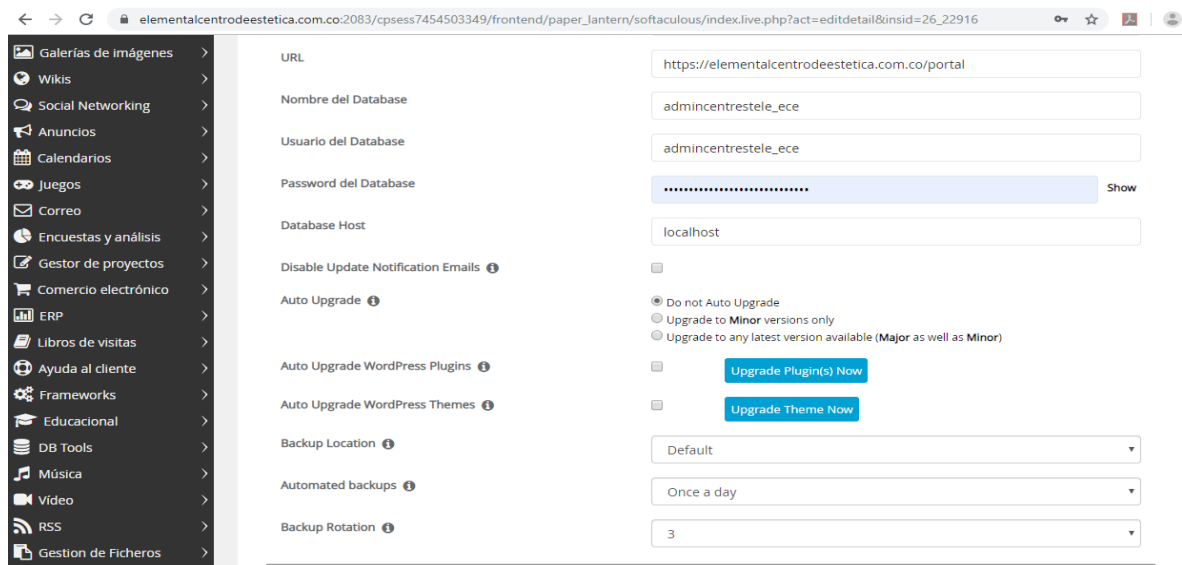 elementalcentrodeestetica.com.co:2083/cpsess7454503349/frontend/paper_lantern/softaculous/index.live.php?act=editdetail&insid=26_22916
Galerías de imágenes
Wikis
Social Networking
Anuncios
Calendarios
Juegos
Correo
Encuestas y análisis
Gestor de proyectos
Comercio electrónico
ERP
Libros de visitas
Ayuda al cliente
Frameworks
Educacional
DB Tools
Música
Vídeo
RSS
Gestion de Ficheros
URL
https://elementalcentrodeestetica.com.co/portal
Nombre del Database
admincentrestele_ece
Usuario del Database
admincentrestele_ece
Password del Database
••••••••••••••••••••••••••••• Show
Database Host
localhost
Disable Update Notification Emails
Auto Upgrade
Do not Auto Upgrade
Upgrade to Minor versions only
Upgrade to any latest version available (Major as well as Minor)
Auto Upgrade WordPress Plugins
Upgrade Plugin(s) Now
Auto Upgrade WordPress Themes
Upgrade Theme Now
Backup Location
Default
Automated backups
Once a day
Backup Rotation
3